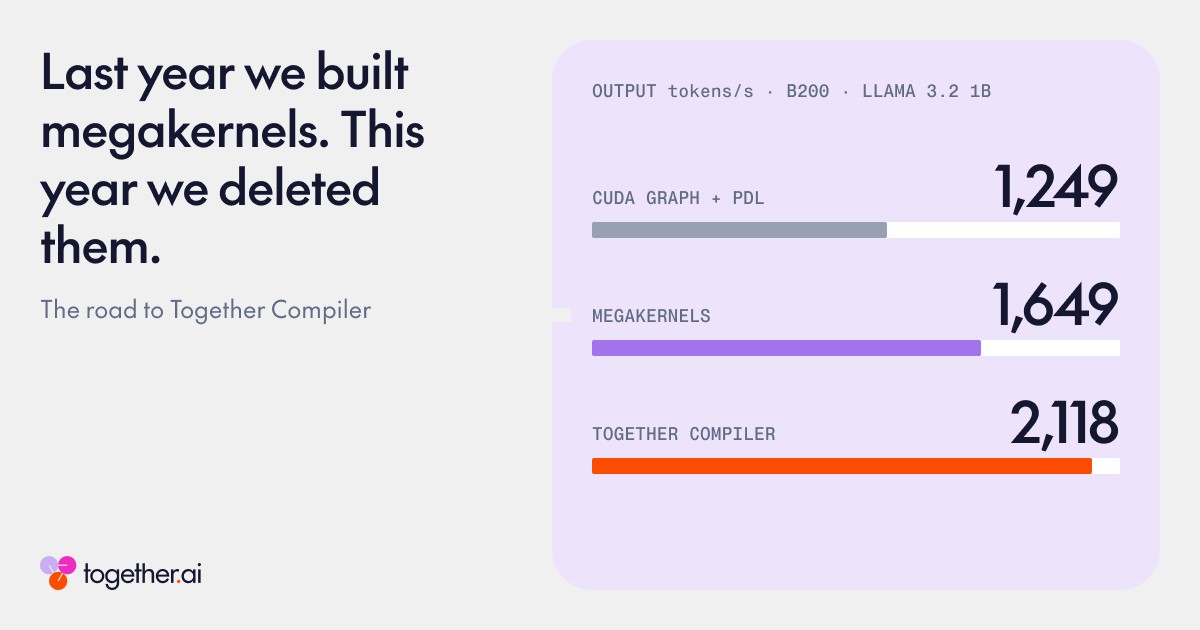 Last year we built
megakernels. This
year we deleted
them.
The road to Together Compiler
together.ai
OUTPUT tokens/s · B200 · LLAMA 3.2 1B
CUDA GRAPH + PDL
1,249
MEGAKERNELS
1,649
TOGETHER COMPILER
2,118